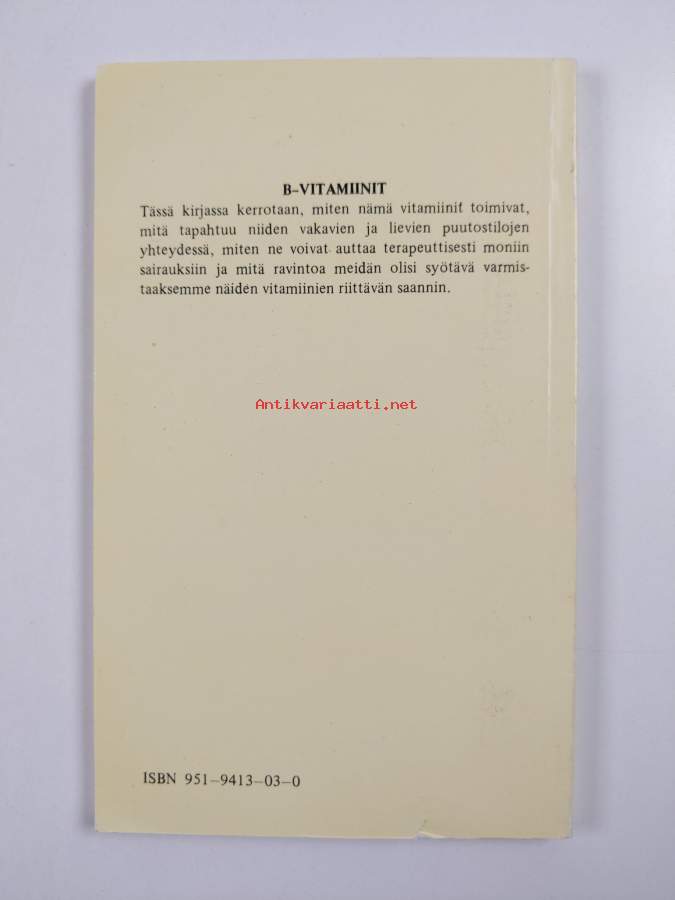 B–VITAMIINIT
Tässä kirjassa kerrotaan, miten nämä vitamiinit toimivat,
mitä tapahtuu niiden vakavien ja lievien puutostilojen
yhteydessä, miten ne voivat auttaa terapeuttisesti moniin
sairauksiin ja mitä ravintoa meidän olisi syötävä varmis-
taaksemme näiden vitamiinien riittävän saannin.
Antikvariaatti.net
ISBN 951–9413–03–0